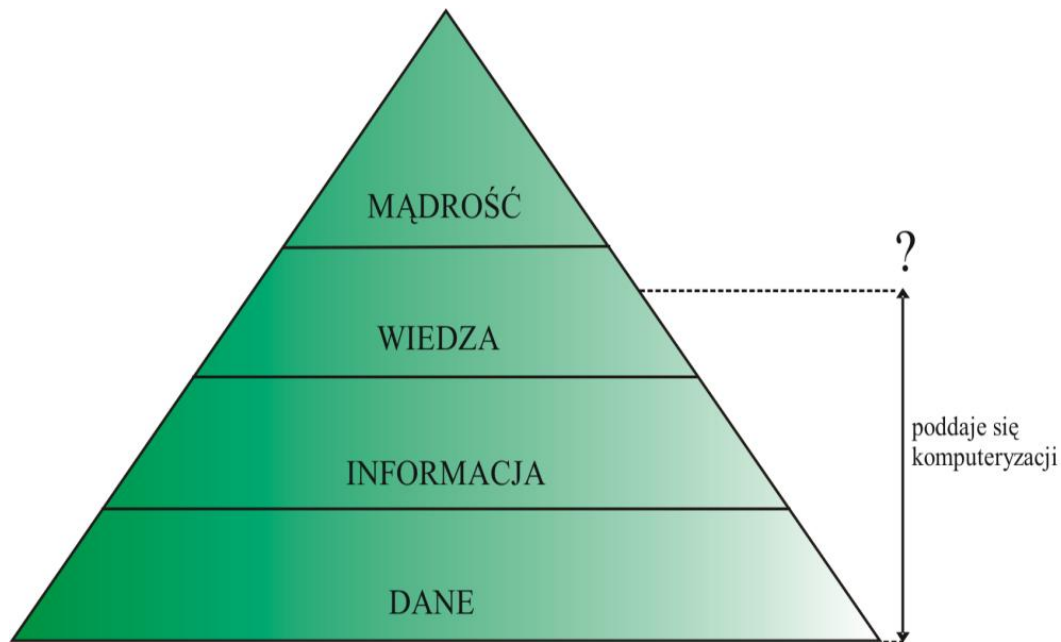 MĄDROŚĆ
?
WIEDZA
poddaje się
komputeryzacji
INFORMACJA
DANE